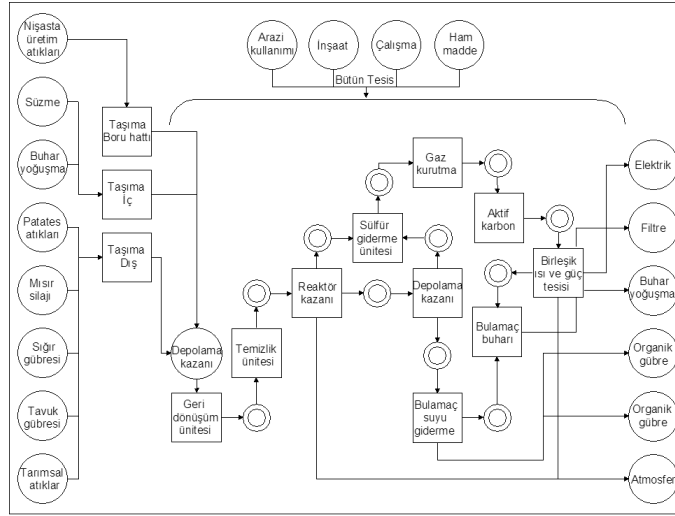 Nişasta
üretim
atıkları
Süzme
Buhar
yoğuşma
Patates
atıkları
Mısır
silajı
Sığır
gübresi
Tavuk
gübresi
Tarımsal
atıklar
Taşıma
Boru hattı
Taşıma
İç
Taşıma
Dış
Arazi
kullanımı
İnşaat
Çalışma
Ham
madde
Bütün Tesis
Depolama
kazanı
Geri
dönüşüm
ünitesi
Temizlik
ünitesi
Reaktör
kazanı
Sülfür
giderme
ünitesi
Gaz
kurutma
Depolama
kazanı
Bulamaç
suyu
giderme
Aktif
karbon
Bulamaç
buharı
Birleşik
ısı ve güç
tesisi
Elektrik
Filtre
Buhar
yoğuşma
Organik
gübre
Organik
gübre
Atmosfer